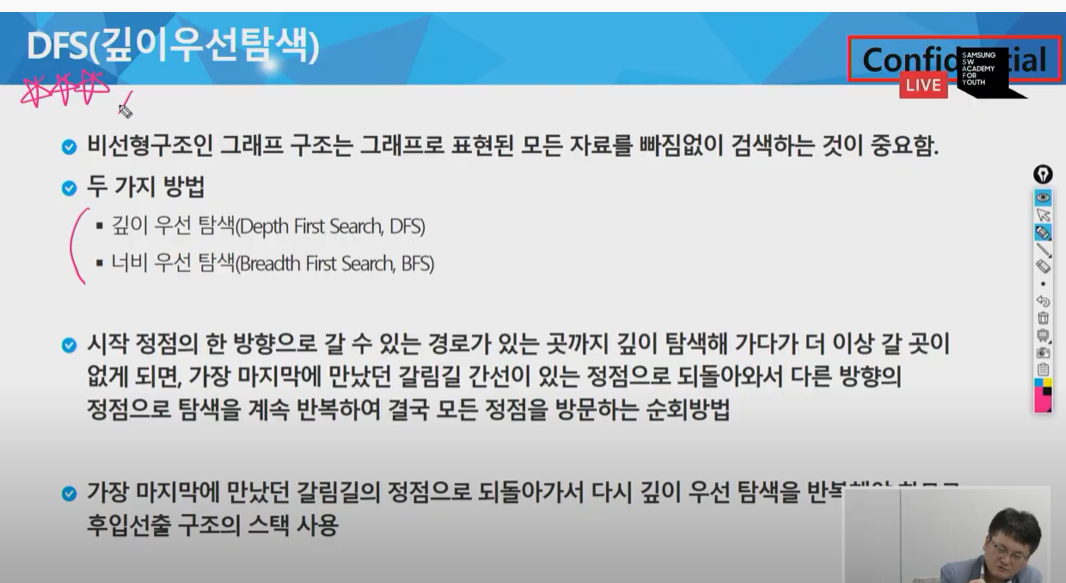 DFS(깊이우선탐색)
Confid tial
SAMSUNG
SW
ACADEMY
FOR
YOUTH
LIVE
비선형구조인 그래프 구조는 그래프로 표현된 모든 자료를 빠짐없이 검색하는 것이 중요함.
두 가지 방법
깊이 우선 탐색(Depth First Search, DFS)
너비 우선 탐색(Breadth First Search, BFS)
시작 정점의 한 방향으로 갈 수 있는 경로가 있는 곳까지 깊이 탐색해 가다가 더 이상 갈 곳이
없게 되면, 가장 마지막에 만났던 갈림길 간선이 있는 정점으로 되돌아와서 다른 방향의
정점으로 탐색을 계속 반복하여 결국 모든 정점을 방문하는 순회방법
가장 마지막에 만났던 갈림길의 정점으로 되돌아가서 다시 깊이 우선 탐색을
후입선출 구조의 스택 사용